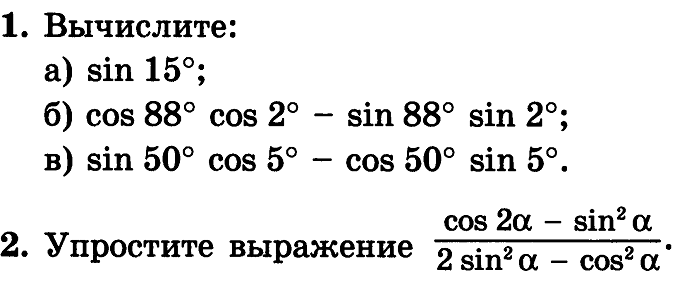 1. Вычислите:
а) sin 15°;
б) cos 88° cos 2° − sin 88° sin 2°;
в) sin 50° cos 5° − cos 50° sin 5°.
2. Упростите выражение (cos 2α − sin² α)/(2 sin² α − cos² α).